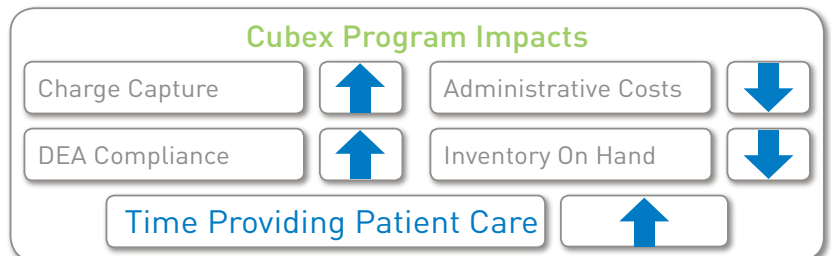 Cubex Program Impacts
Charge Capture
Administrative Costs
DEA Compliance
Inventory On Hand
Time Providing Patient Care